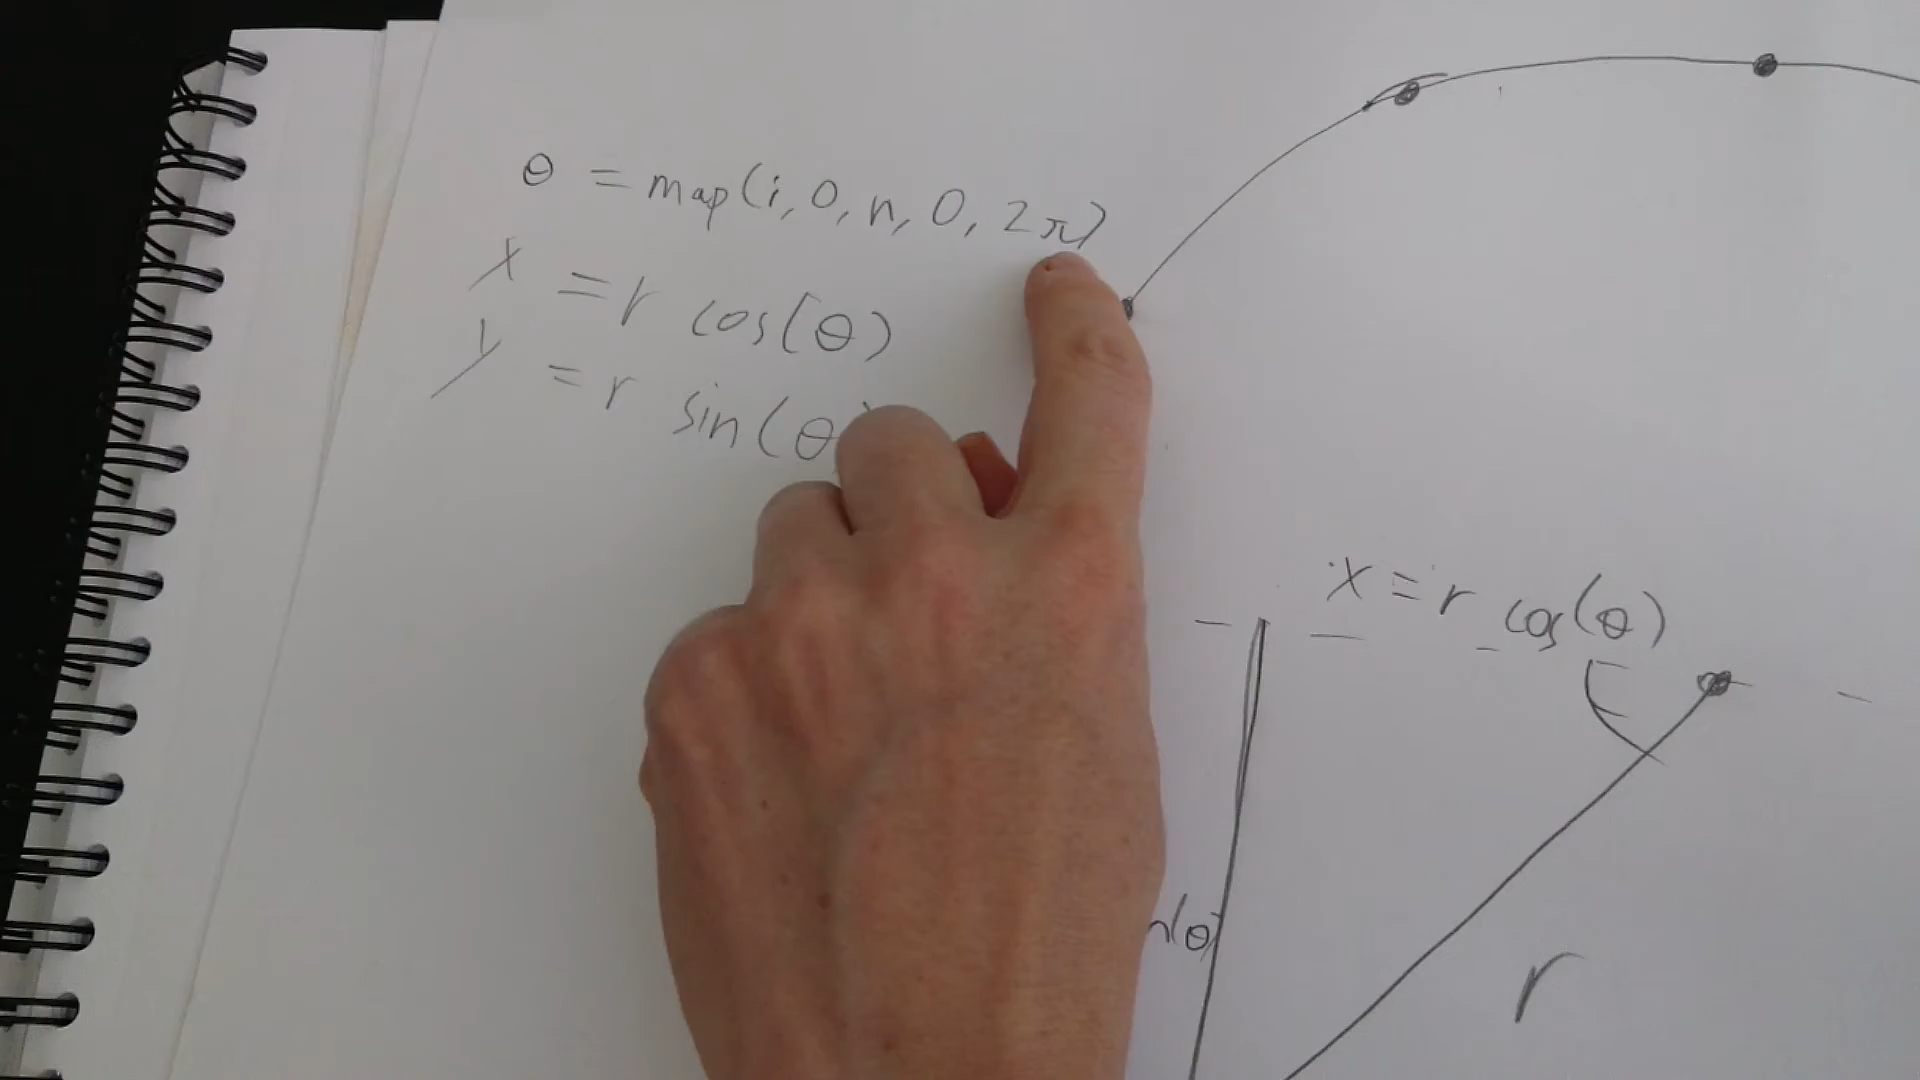 θ = map(i, 0, n, 0, 2π)
x = r cos(θ)
y = r sin(θ
x = r cos(θ)
n(θ)
r